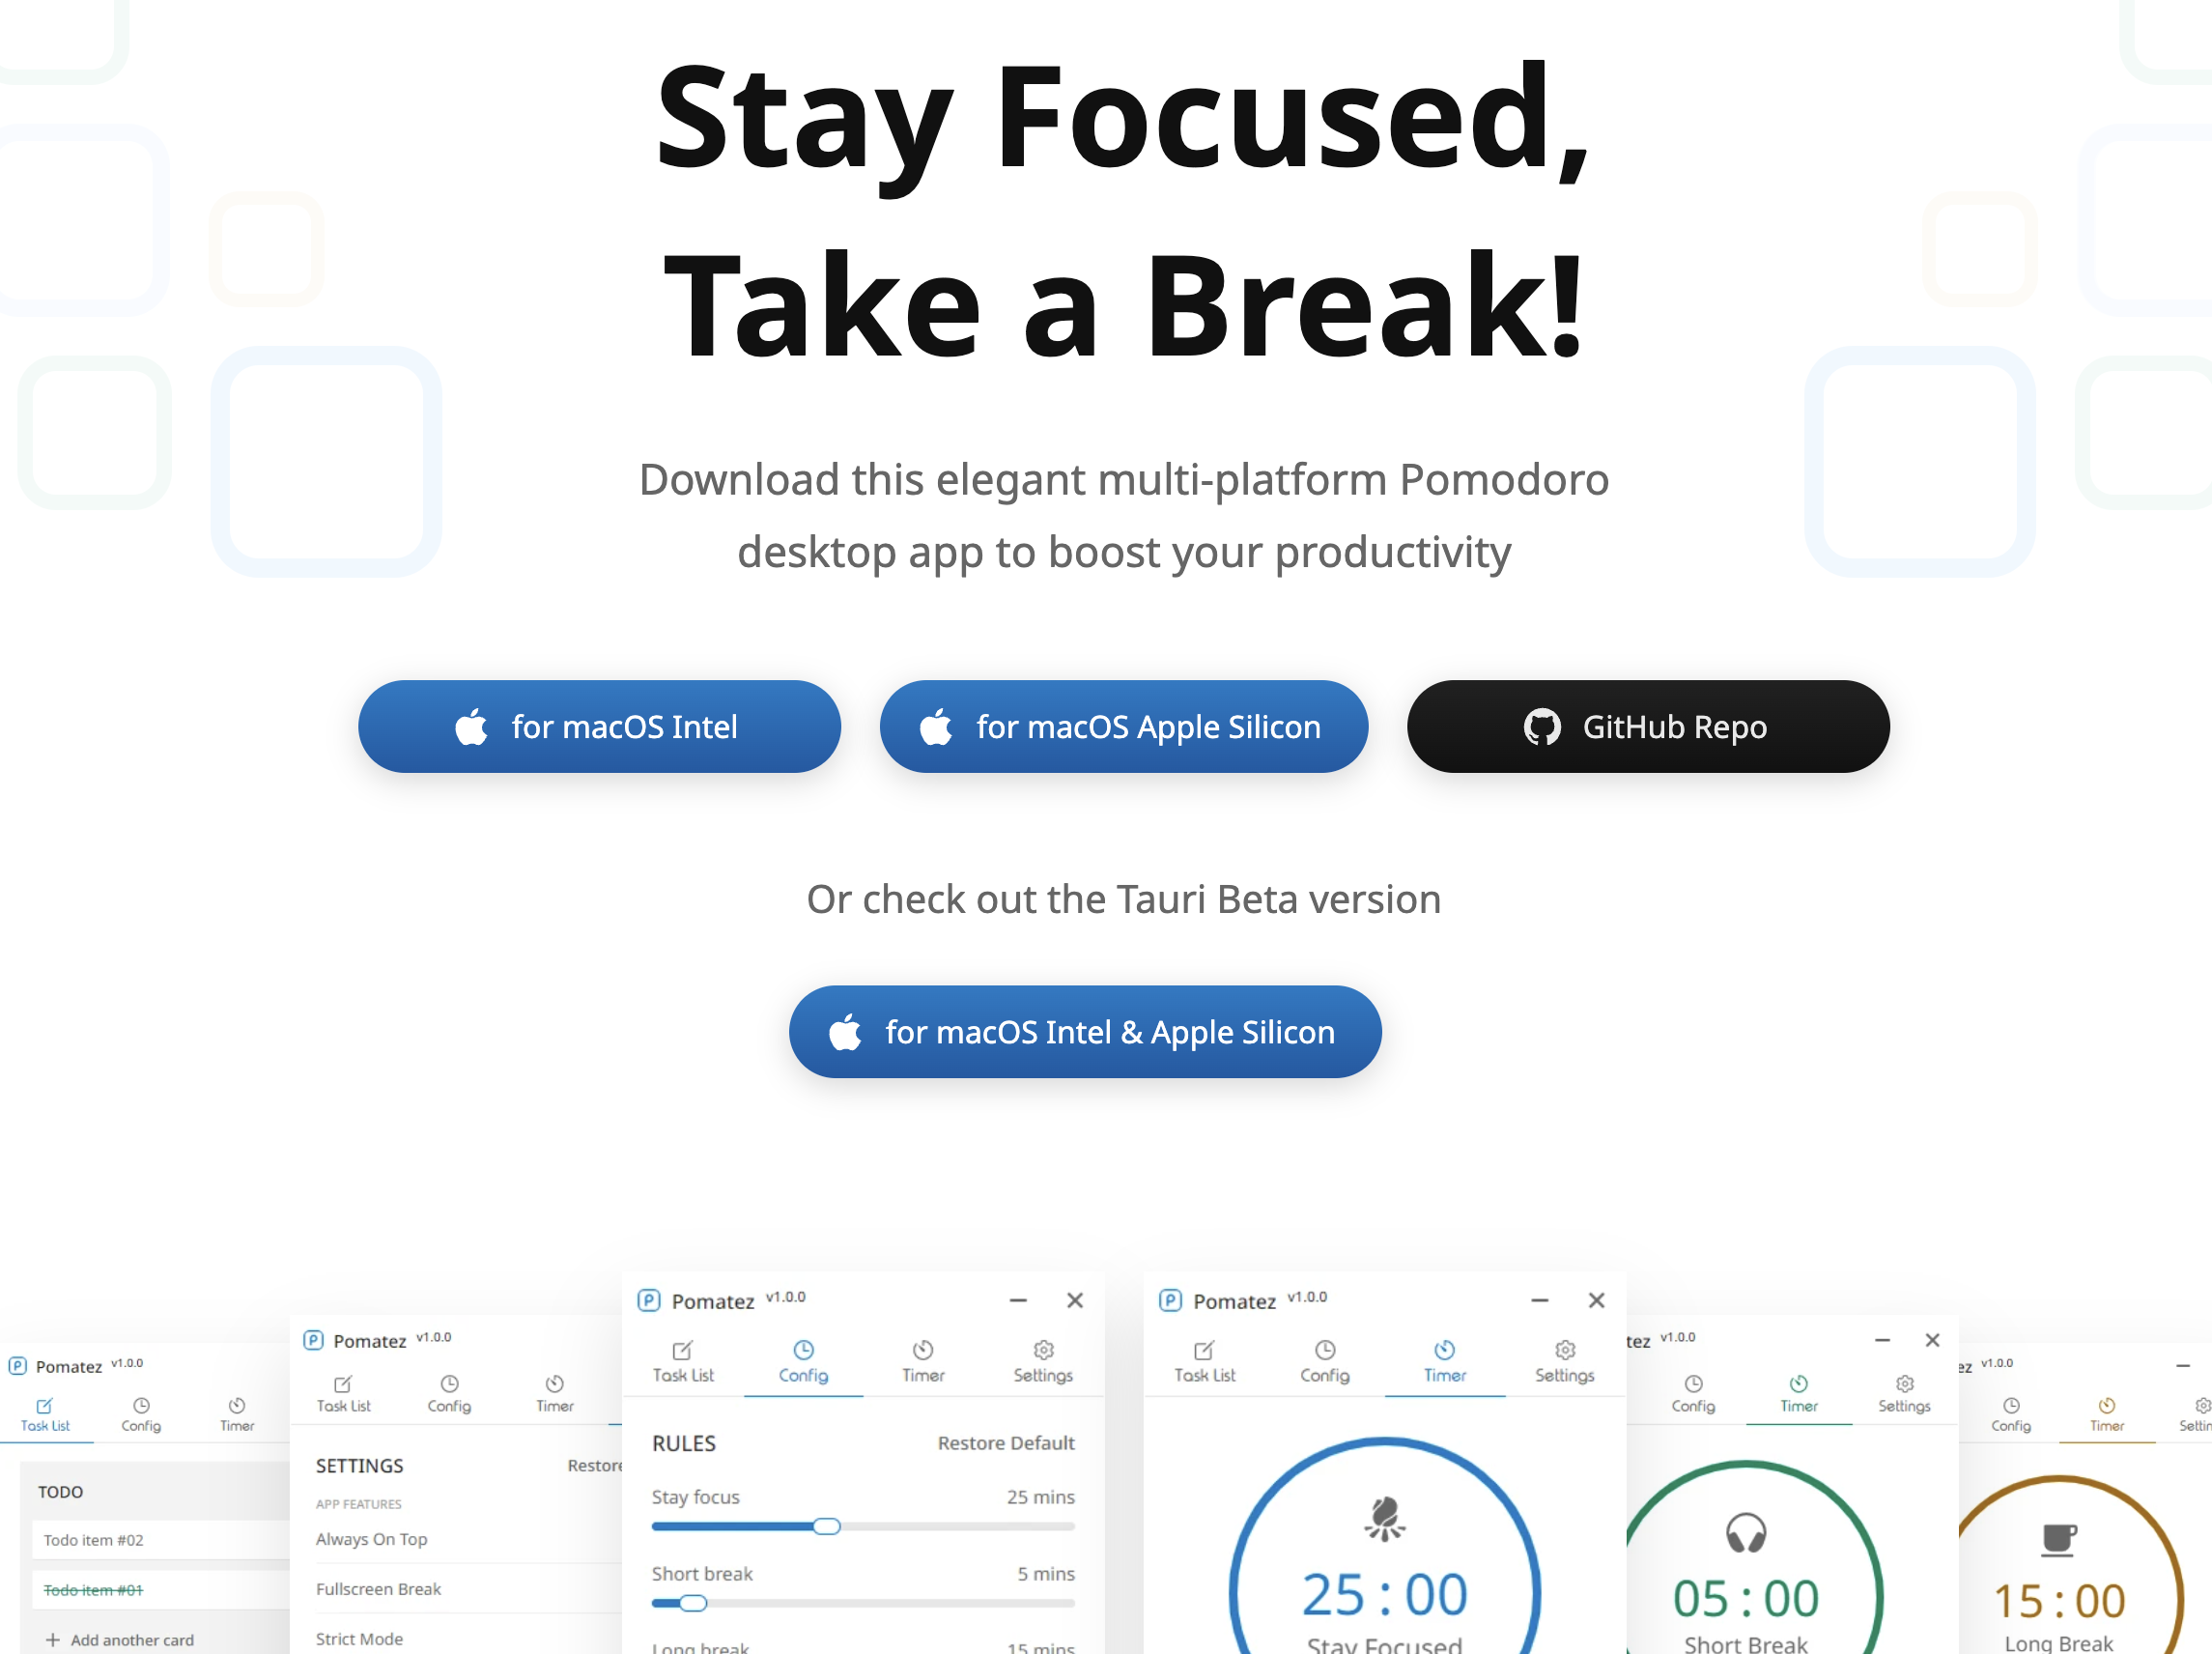 Stay Focused,
Take a Break!
Download this elegant multi-platform Pomodoro
desktop app to boost your productivity
for macOS Intel
for macOS Apple Silicon
GitHub Repo
Or check out the Tauri Beta version
for macOS Intel & Apple Silicon
Pomatez v1.0.0
Task List Config Timer
TODO
Todo item #02
Todo item #01
Add another card
Pomatez v1.0.0
Task List Config Timer
SETTINGS Restore
APP FEATURES
Always On Top
Fullscreen Break
Strict Mode
Pomatez v1.0.0
Task List Config Timer Settings
RULES Restore Default
Stay focus 25 mins
Short break 5 mins
Long break 15 mins
Pomatez v1.0.0
Task List Config Timer Settings
25 : 00
Stay Focused
tez v1.0.0
Config Timer Settings
05 : 00
Short Break
ez v1.0.0
Config Timer Settin
15 : 00
Long Break